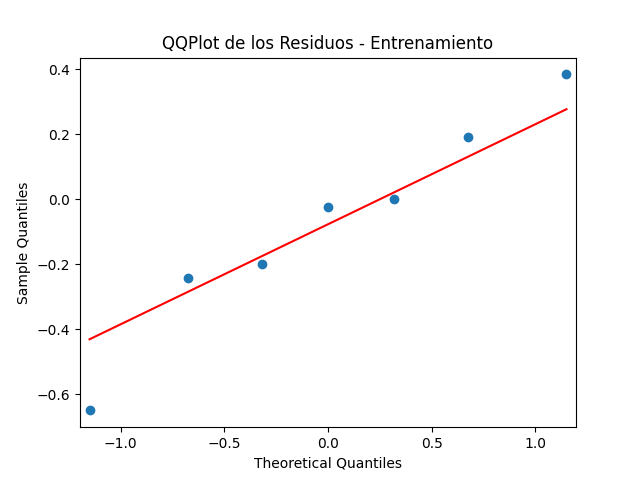 QQPlot de los Residuos - Entrenamiento
0.4
0.2
0.0
−0.2
−0.4
−0.6
Sample Quantiles
−1.0 −0.5 0.0 0.5 1.0
Theoretical Quantiles